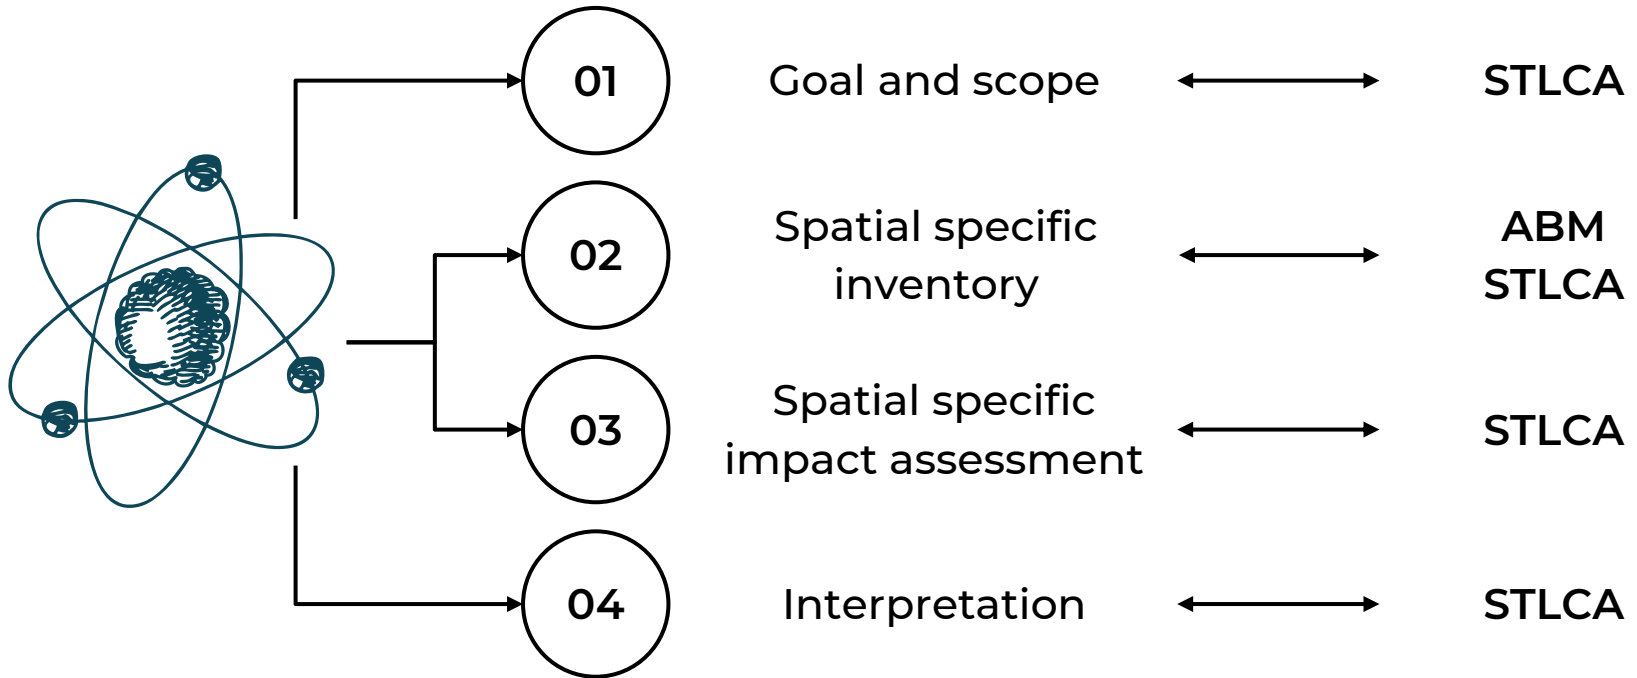 01
Goal and scope
STLCA
02
Spatial specific
inventory
ABM
STLCA
03
Spatial specific
impact assessment
STLCA
04
Interpretation
STLCA